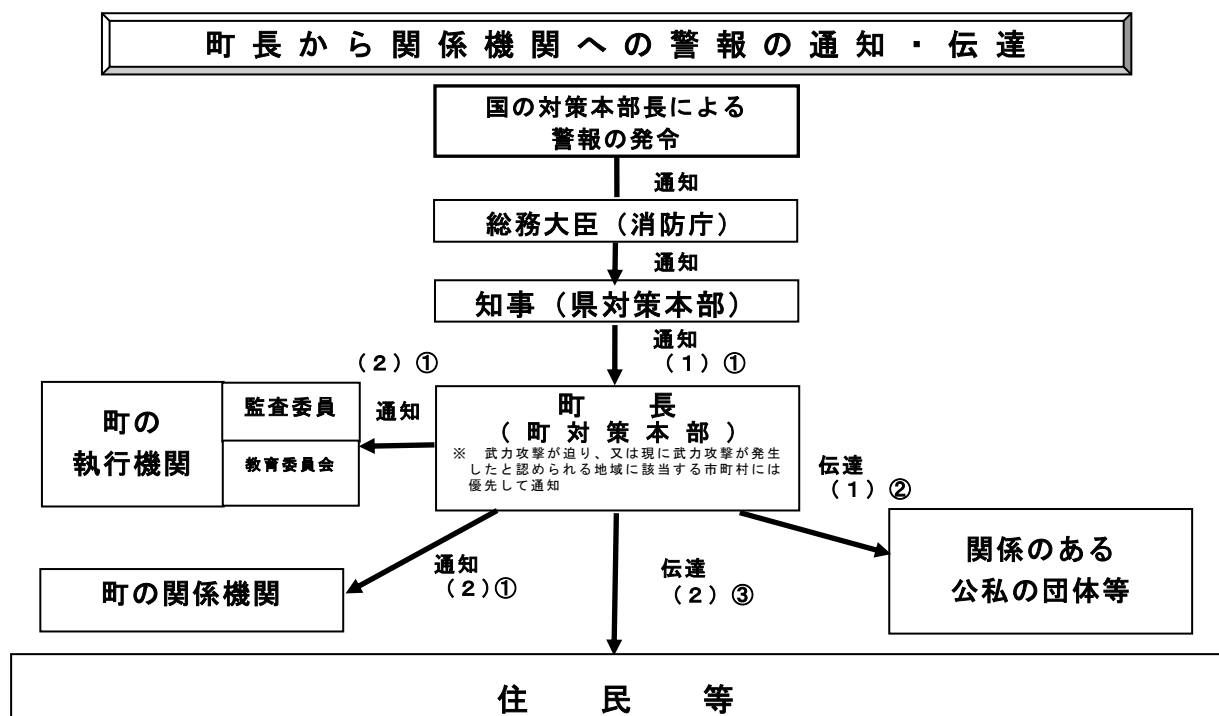 町長から関係機関への警報の通知・伝達
国の対策本部長による
警報の発令
通知
総務大臣（消防庁）
通知
知事（県対策本部）
通知
（１）①
（２）①
町の
執行機関
監査委員
教育委員会
通知
町　長
（町対策本部）
※　武力攻撃が迫り、又は現に武力攻撃が発生
したと認められる地域に該当する市町村には
優先して通知
伝達
（１）②
関係のある
公私の団体等
通知
（２）①
町の関係機関
伝達
（２）③
住　民　等